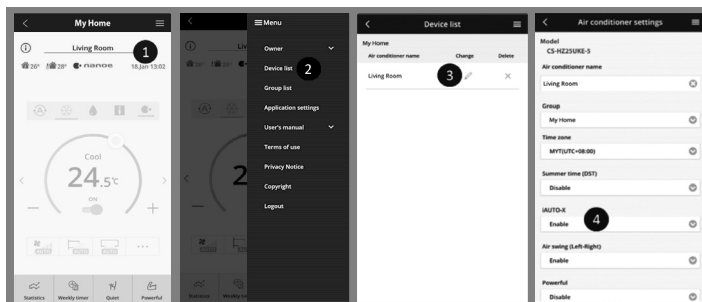 My Home
Living Room
1
26° 28° nanoe 18,Jan 13:02
Cool
24.5℃
ON
AUTO AUTO AUTO
Statistics Weekly timer Quiet Powerful
Menu
Owner
Device list 2
Group list
Application settings
User's manual
Terms of use
Privacy Notice
Copyright
Logout
Device list
My Home
Air conditioner name Change Delete
Living Room 3
Air conditioner settings
Model
CS-HZ25UKE-5
Air conditioner name
Living Room
Group
My Home
Time zone
MYT(UTC+08:00)
Summer time (DST)
Disable
iAUTO-X
Enable 4
Air swing (Left-Right)
Enable
Powerful
Disable